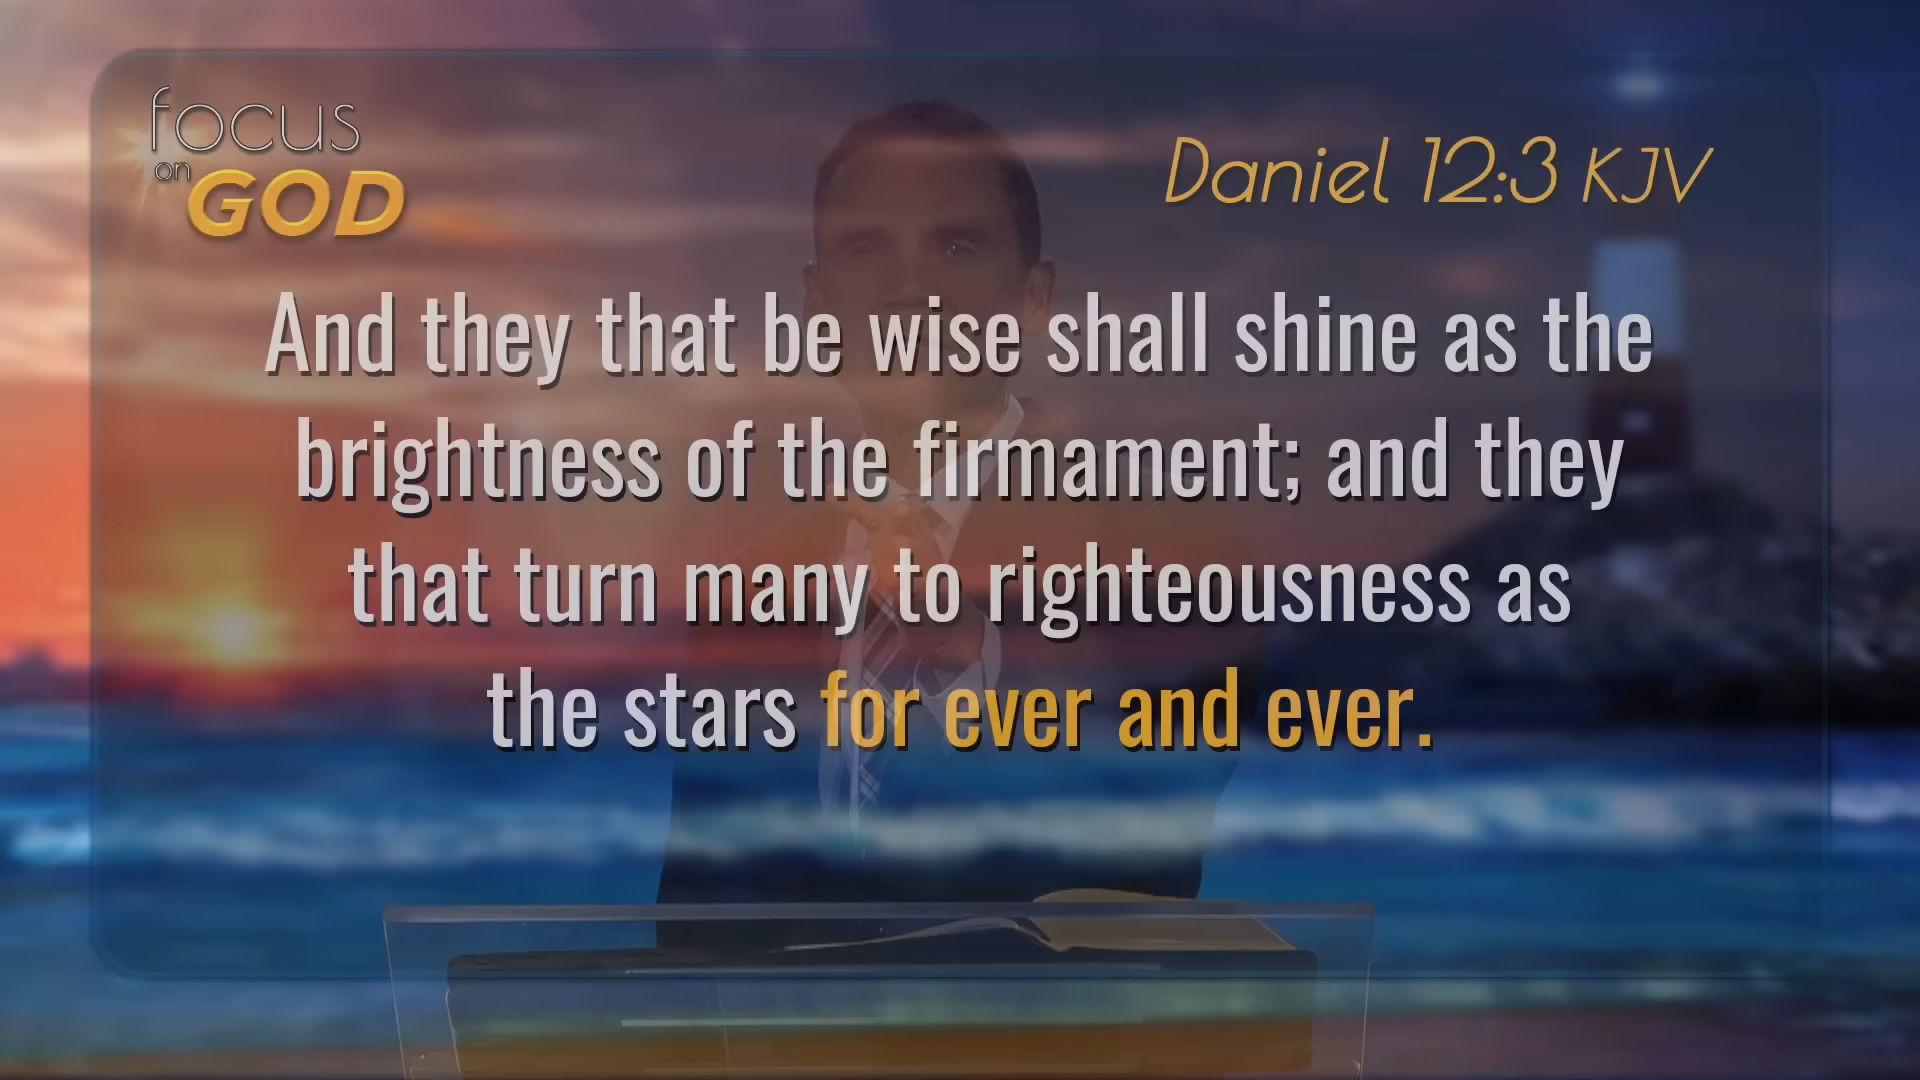 focus
on
GOD
Daniel 12:3 KJV
And they that be wise shall shine as the
brightness of the firmament; and they
that turn many to righteousness as
the stars for ever and ever.